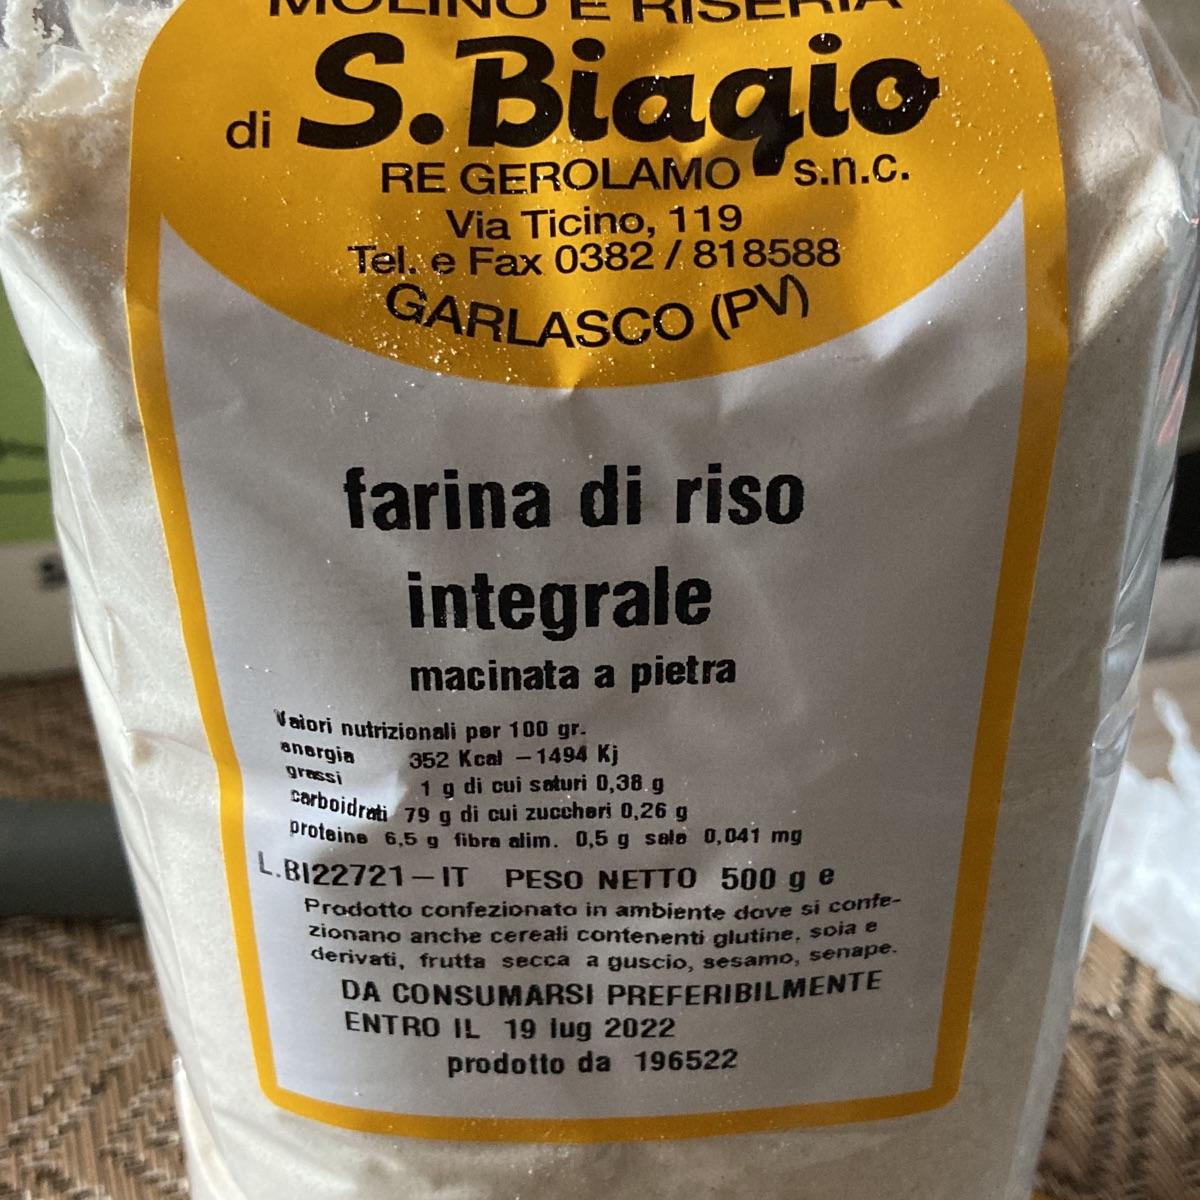 MOLINO E RISERIA
di S.Biagio
RE GEROLAMO s.n.c.
Via Ticino, 119
Tel. e Fax 0382 / 818588
GARLASCO (PV)
farina di riso
integrale
macinata a pietra
Valori nutrizionali per 100 gr.
energia 352 Kcal – 1494 Kj
grassi 1 g di cui saturi 0,38 g
carboidrati 79 g di cui zuccheri 0,26 g
proteine 6,5 g fibra alim. 0,5 g sale 0,041 mg
L.BI22721 – IT PESO NETTO 500 g e
Prodotto confezionato in ambiente dove si confe-
zionano anche cereali contenenti glutine, soia e
derivati, frutta secca a guscio, sesamo, senape.
DA CONSUMARSI PREFERIBILMENTE
ENTRO IL 19 lug 2022
prodotto da 196522